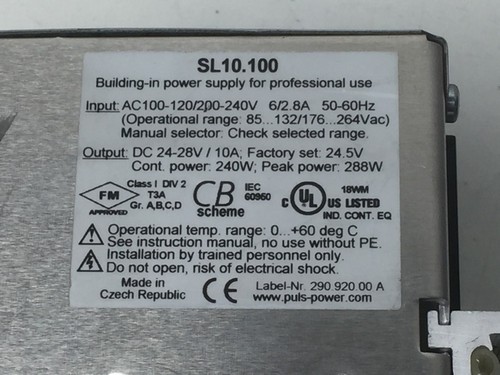 SL10.100
Building-in power supply for professional use
Input: AC100-120/200-240V 6/2.8A 50-60Hz
(Operational range: 85...132/176...264Vac)
Manual selector: Check selected range.
Output: DC 24-28V / 10A; Factory set: 24.5V
Cont. power: 240W; Peak power: 288W
FM APPROVED
Class I DIV 2
T3A
Gr. A,B,C,D
CB scheme
IEC 60950
c UL US LISTED
18WM
IND. CONT. EQ
Operational temp. range: 0...+60 deg C
See instruction manual, no use without PE.
Installation by trained personnel only.
Do not open, risk of electrical shock.
Made in
Czech Republic
CE
Label-Nr. 290.920.00 A
www.puls-power.com